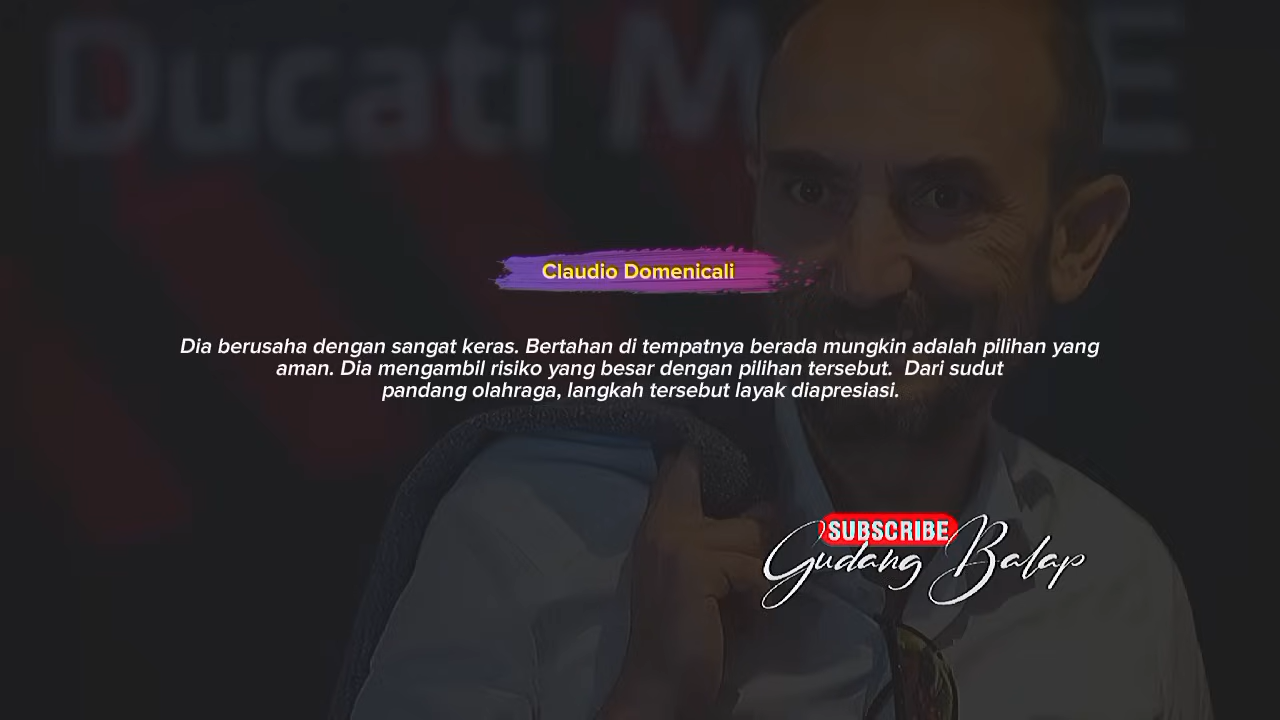 Ducati M E
Claudio Domenicali
Dia berusaha dengan sangat keras. Bertahan di tempatnya berada mungkin adalah pilihan yang
aman. Dia mengambil risiko yang besar dengan pilihan tersebut.  Dari sudut
pandang olahraga, langkah tersebut layak diapresiasi.
SUBSCRIBE
Gudang Balap